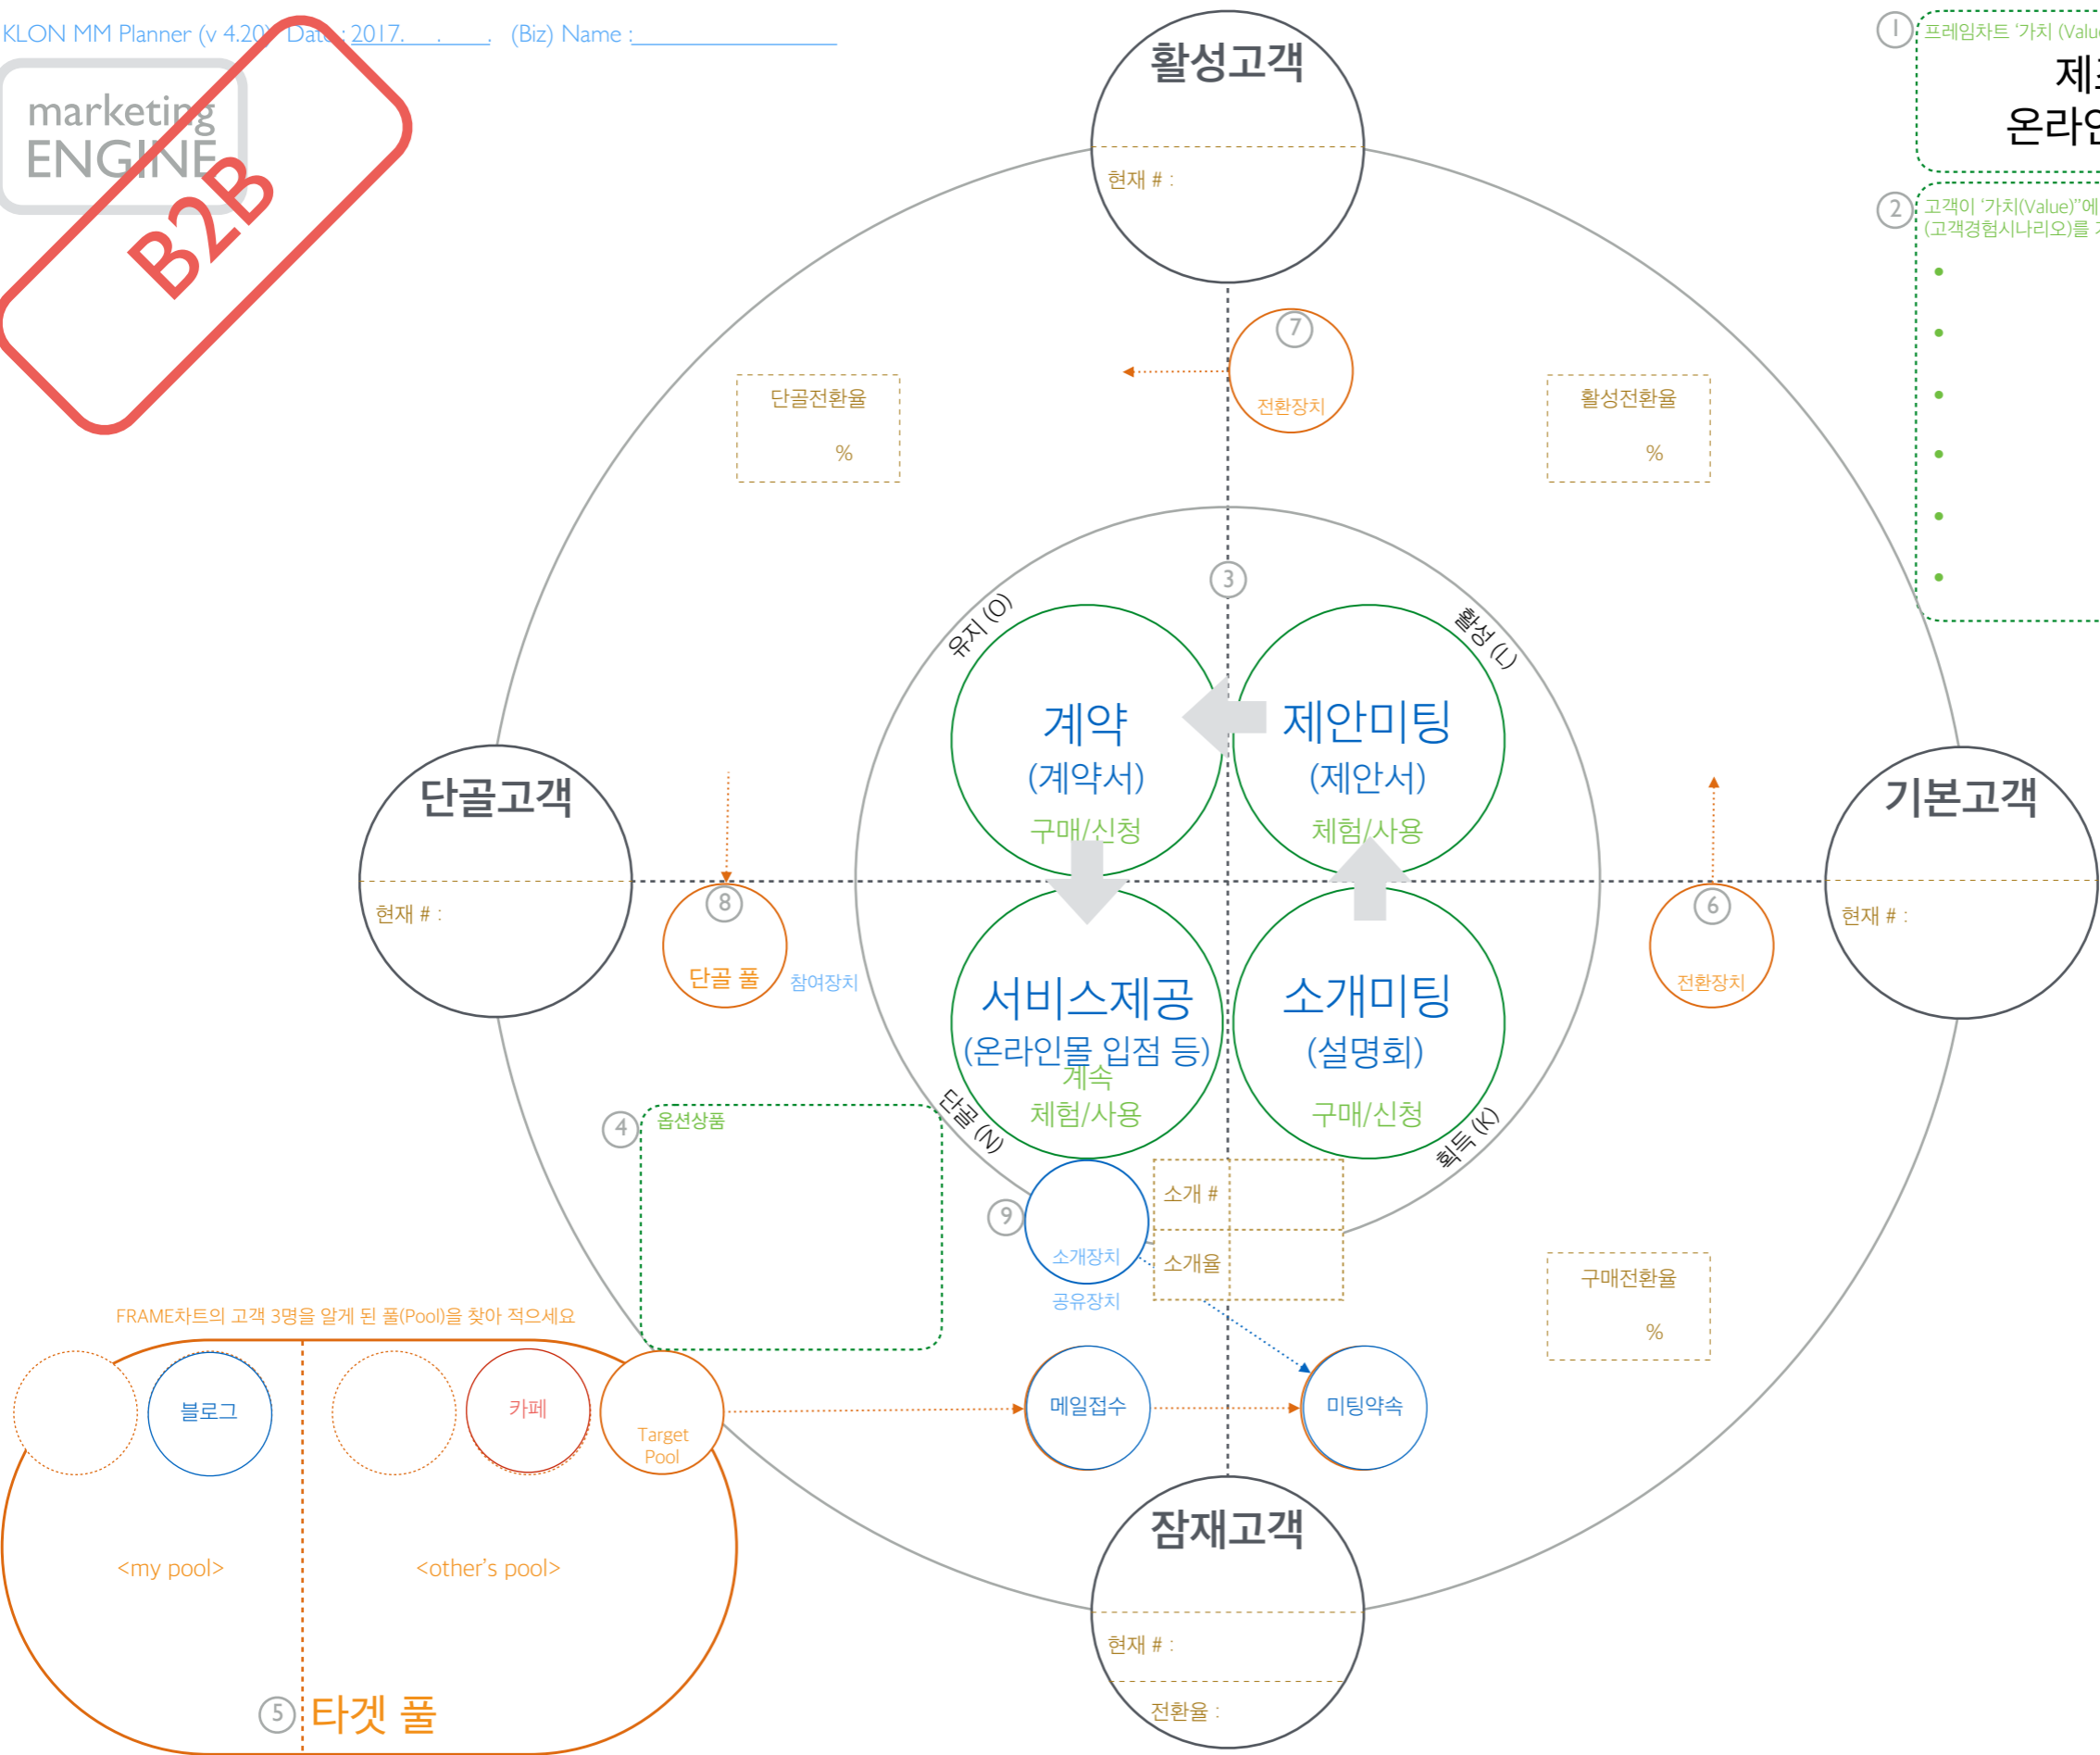 KLON MM Planner (v 4.20) Date : 2017. . . (Biz) Name :
marketing
ENGINE
B2B
활성고객
현재 # :
1
프레임차트 ‘가치 (Value
온라인
2
고객이 ‘가치(Value)”에
(고객경험시나리오)를
7
전환장치
단골전환율
%
활성전환율
%
3
유지 (O)
활성 (L)
계약
(계약서)
구매/신청
제안미팅
(제안서)
체험/사용
단골고객
현재 # :
기본고객
현재 # :
8
단골 풀
참여장치
6
전환장치
서비스제공
(온라인몰 입점 등)
계속
체험/사용
소개미팅
(설명회)
구매/신청
단골 (N)
획득 (K)
4
옵션상품
9
소개장치
공유장치
소개 #
소개율
구매전환율
%
FRAME차트의 고객 3명을 알게 된 풀(Pool)을 찾아 적으세요
블로그
카페
Target
Pool
메일접수
미팅약속
<my pool>
<other’s pool>
5
타겟 풀
잠재고객
현재 # :
전환율 :